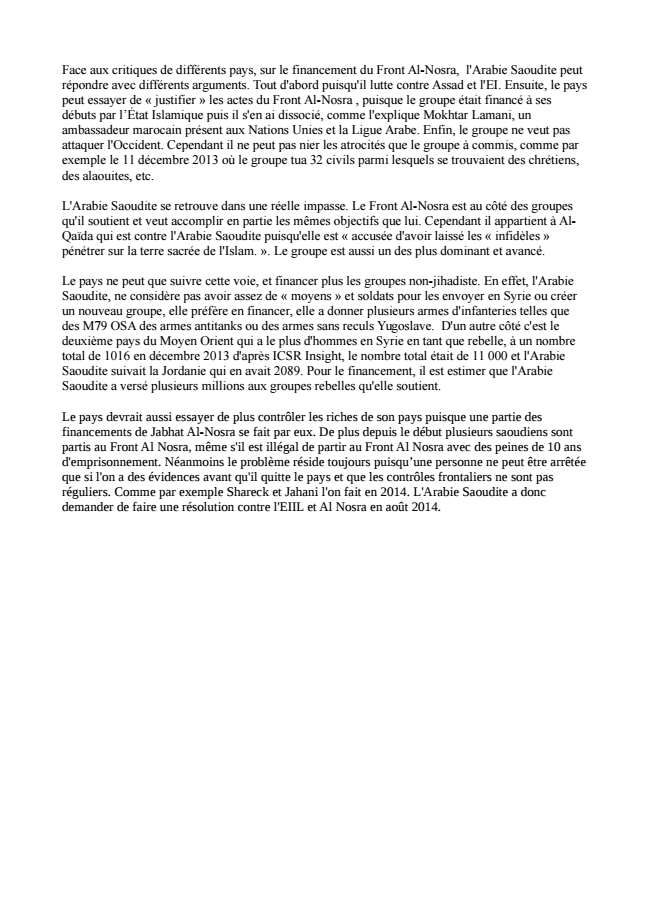 Face aux critiques de différents pays, sur le financement du Front Al-Nosra,  l'Arabie Saoudite peut
répondre avec différents arguments. Tout d'abord puisqu'il lutte contre Assad et l'EI. Ensuite, le pays
peut essayer de « justifier » les actes du Front Al-Nosra , puisque le groupe était financé à ses
débuts par l’État Islamique puis il s'en ai dissocié, comme l'explique Mokhtar Lamani, un
ambassadeur marocain présent aux Nations Unies et la Ligue Arabe. Enfin, le groupe ne veut pas
attaquer l'Occident. Cependant il ne peut pas nier les atrocités que le groupe à commis, comme par
exemple le 11 décembre 2013 où le groupe tua 32 civils parmi lesquels se trouvaient des chrétiens,
des alaouites, etc.
L'Arabie Saoudite se retrouve dans une réelle impasse. Le Front Al-Nosra est au côté des groupes
qu'il soutient et veut accomplir en partie les mêmes objectifs que lui. Cependant il appartient à Al-
Qaïda qui est contre l'Arabie Saoudite puisqu'elle est « accusée d'avoir laissé les « infidèles »
pénétrer sur la terre sacrée de l'Islam. ». Le groupe est aussi un des plus dominant et avancé.
Le pays ne peut que suivre cette voie, et financer plus les groupes non-jihadiste. En effet, l'Arabie
Saoudite, ne considère pas avoir assez de « moyens » et soldats pour les envoyer en Syrie ou créer
un nouveau groupe, elle préfère en financer, elle a donner plusieurs armes d'infanteries telles que
des M79 OSA des armes antitanks ou des armes sans reculs Yugoslave.  D'un autre côté c'est le
deuxième pays du Moyen Orient qui a le plus d'hommes en Syrie en tant que rebelle, à un nombre
total de 1016 en décembre 2013 d'après ICSR Insight, le nombre total était de 11 000 et l'Arabie
Saoudite suivait la Jordanie qui en avait 2089. Pour le financement, il est estimer que l'Arabie
Saoudite a versé plusieurs millions aux groupes rebelles qu'elle soutient.
Le pays devrait aussi essayer de plus contrôler les riches de son pays puisque une partie des
financements de Jabhat Al-Nosra se fait par eux. De plus depuis le début plusieurs saoudiens sont
partis au Front Al Nosra, même s'il est illégal de partir au Front Al Nosra avec des peines de 10 ans
d'emprisonnement. Néanmoins le problème réside toujours puisqu’une personne ne peut être arrêtée
que si l'on a des évidences avant qu'il quitte le pays et que les contrôles frontaliers ne sont pas
réguliers. Comme par exemple Shareck et Jahani l'on fait en 2014. L'Arabie Saoudite a donc
demander de faire une résolution contre l'EIIL et Al Nosra en août 2014.